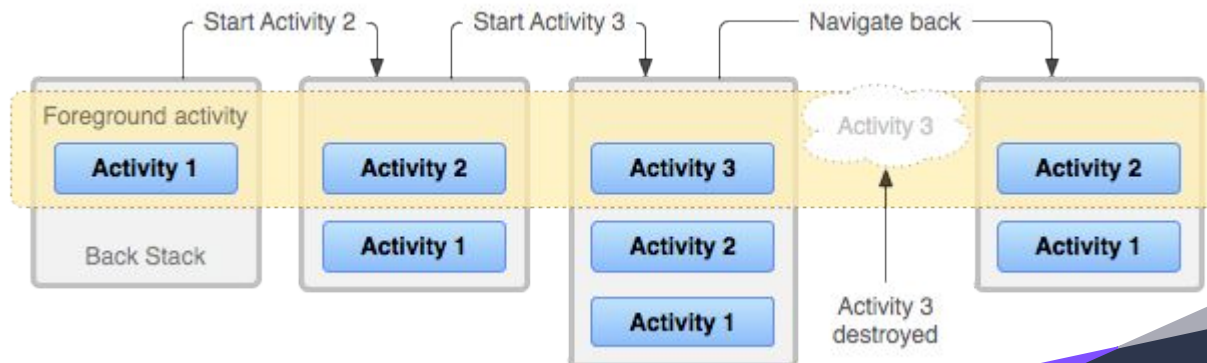 Start Activity 2
Start Activity 3
Navigate back
Foreground activity
Activity 1
Back Stack
Activity 2
Activity 1
Activity 3
Activity 2
Activity 1
Activity 3
Activity 3
destroyed
Activity 2
Activity 1